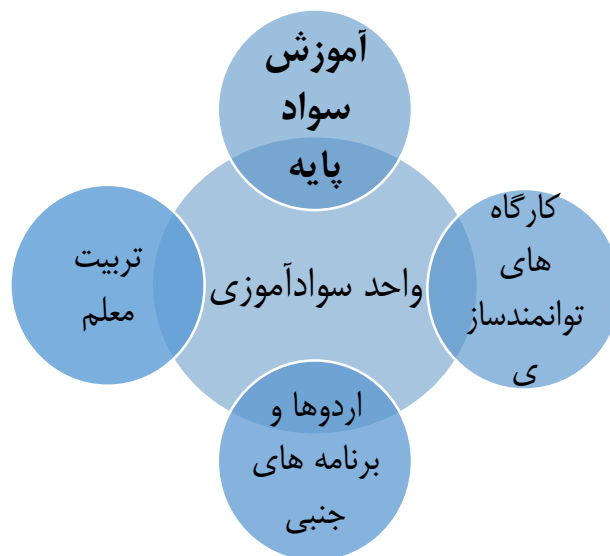 آموزش
سواد
پایه
کارگاه
های
توانمندساز
ی
واحد سوادآموزی
تربیت
معلم
اردوها و
برنامه های
جنبی